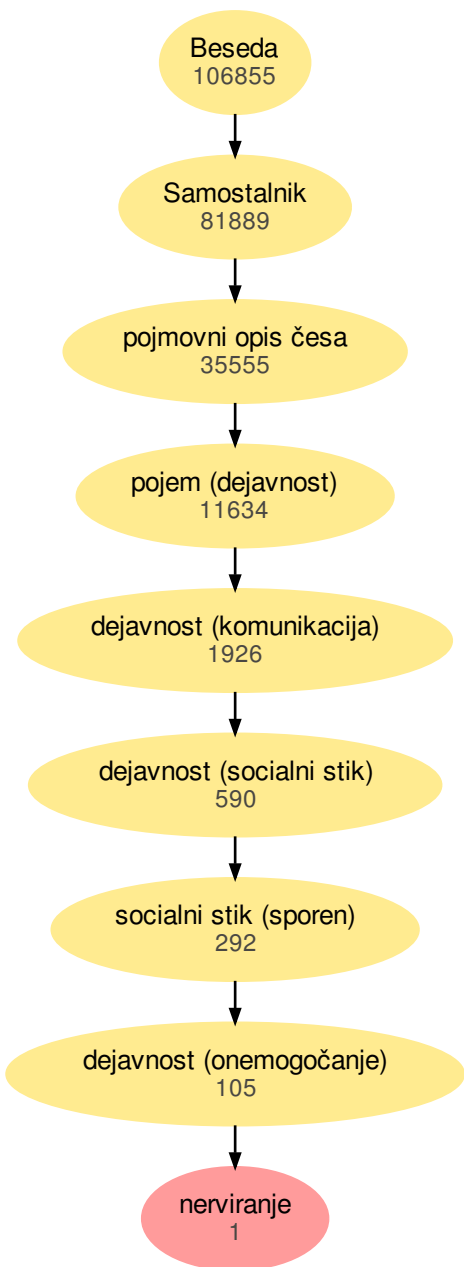 Beseda
106855
Samostalnik
81889
pojmovni opis česa
35555
pojem (dejavnost)
11634
dejavnost (komunikacija)
1926
dejavnost (socialni stik)
590
socialni stik (sporen)
292
dejavnost (onemogočanje)
105
nerviranje
1